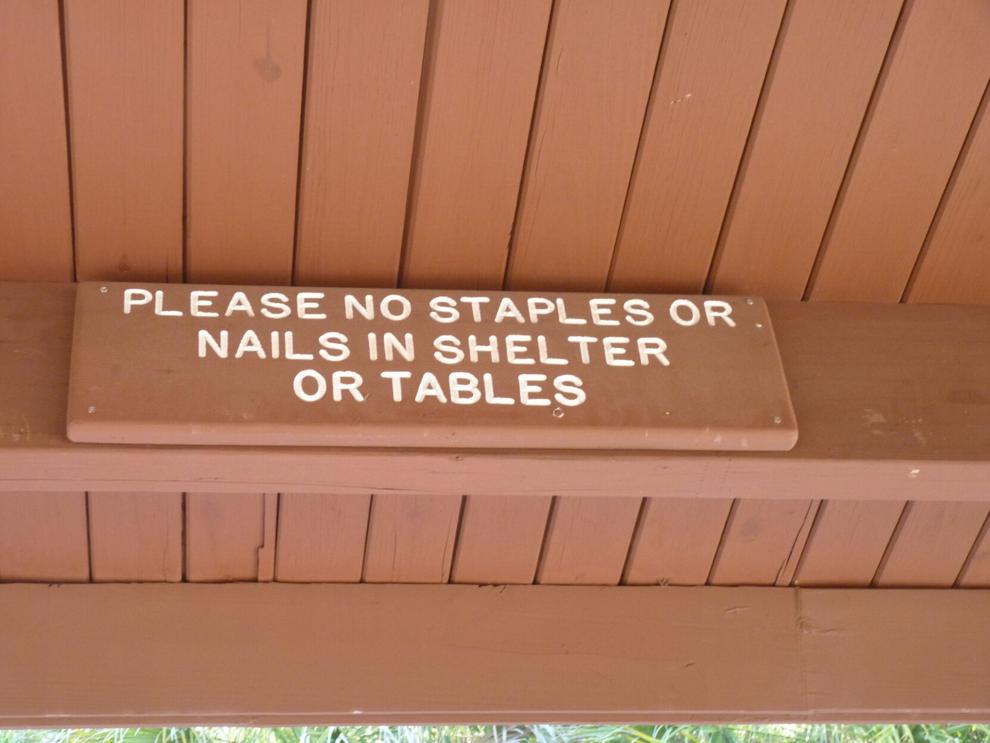 PLEASE NO STAPLES OR
NAILS IN SHELTER
OR TABLES